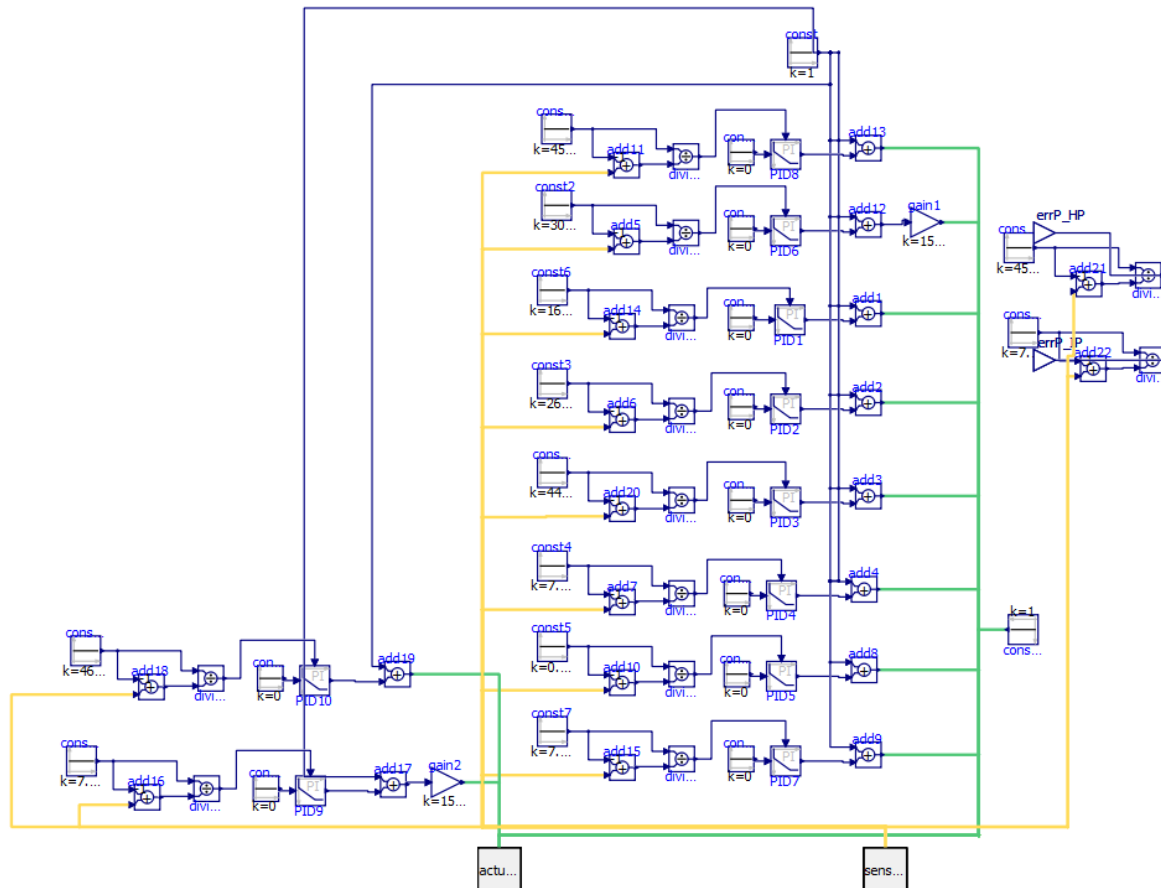 const
k=1
cons...
k=45...
add11
divi...
con...
k=0
PI
PID8
add13
const2
k=30...
add5
divi...
con...
k=0
PI
PID6
add12
gain1
k=15...
errP_HP
cons...
k=45...
add21
divi...
const6
k=16...
add14
divi...
con...
k=0
PI
PID1
add1
cons...
k=7...
errP_IP
add22
divi...
const3
k=26...
add6
divi...
con...
k=0
PI
PID2
add2
cons...
k=44...
add20
divi...
con...
k=0
PI
PID3
add3
const4
k=7....
add7
divi...
con...
k=0
PI
PID4
add4
k=1
cons...
const5
k=0....
add10
divi...
con...
k=0
PI
PID5
add8
cons...
k=46...
add18
divi...
con...
k=0
PI
PID10
add19
const7
k=7....
add15
divi...
con...
k=0
PI
PID7
add9
cons...
k=7....
add16
divi...
con...
k=0
PI
PID9
add17
gain2
k=15...
actu...
sens...